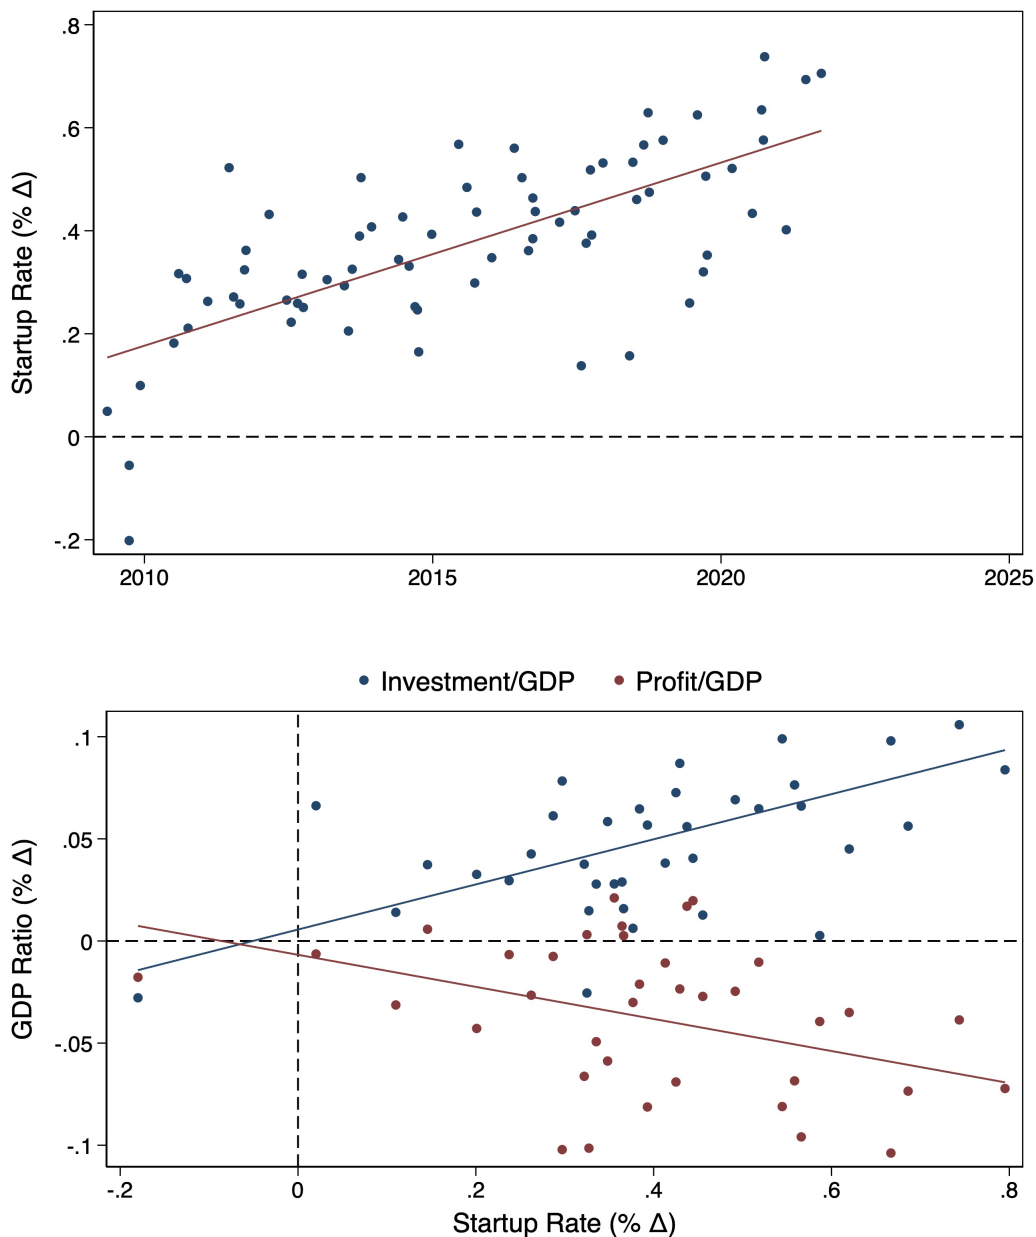 Startup Rate (% Δ)
.8
.6
.4
.2
0
-.2
2010 2015 2020 2025
Investment/GDP Profit/GDP
GDP Ratio (% Δ)
.1
.05
0
-.05
-.1
-.2 0 .2 .4 .6 .8
Startup Rate (% Δ)